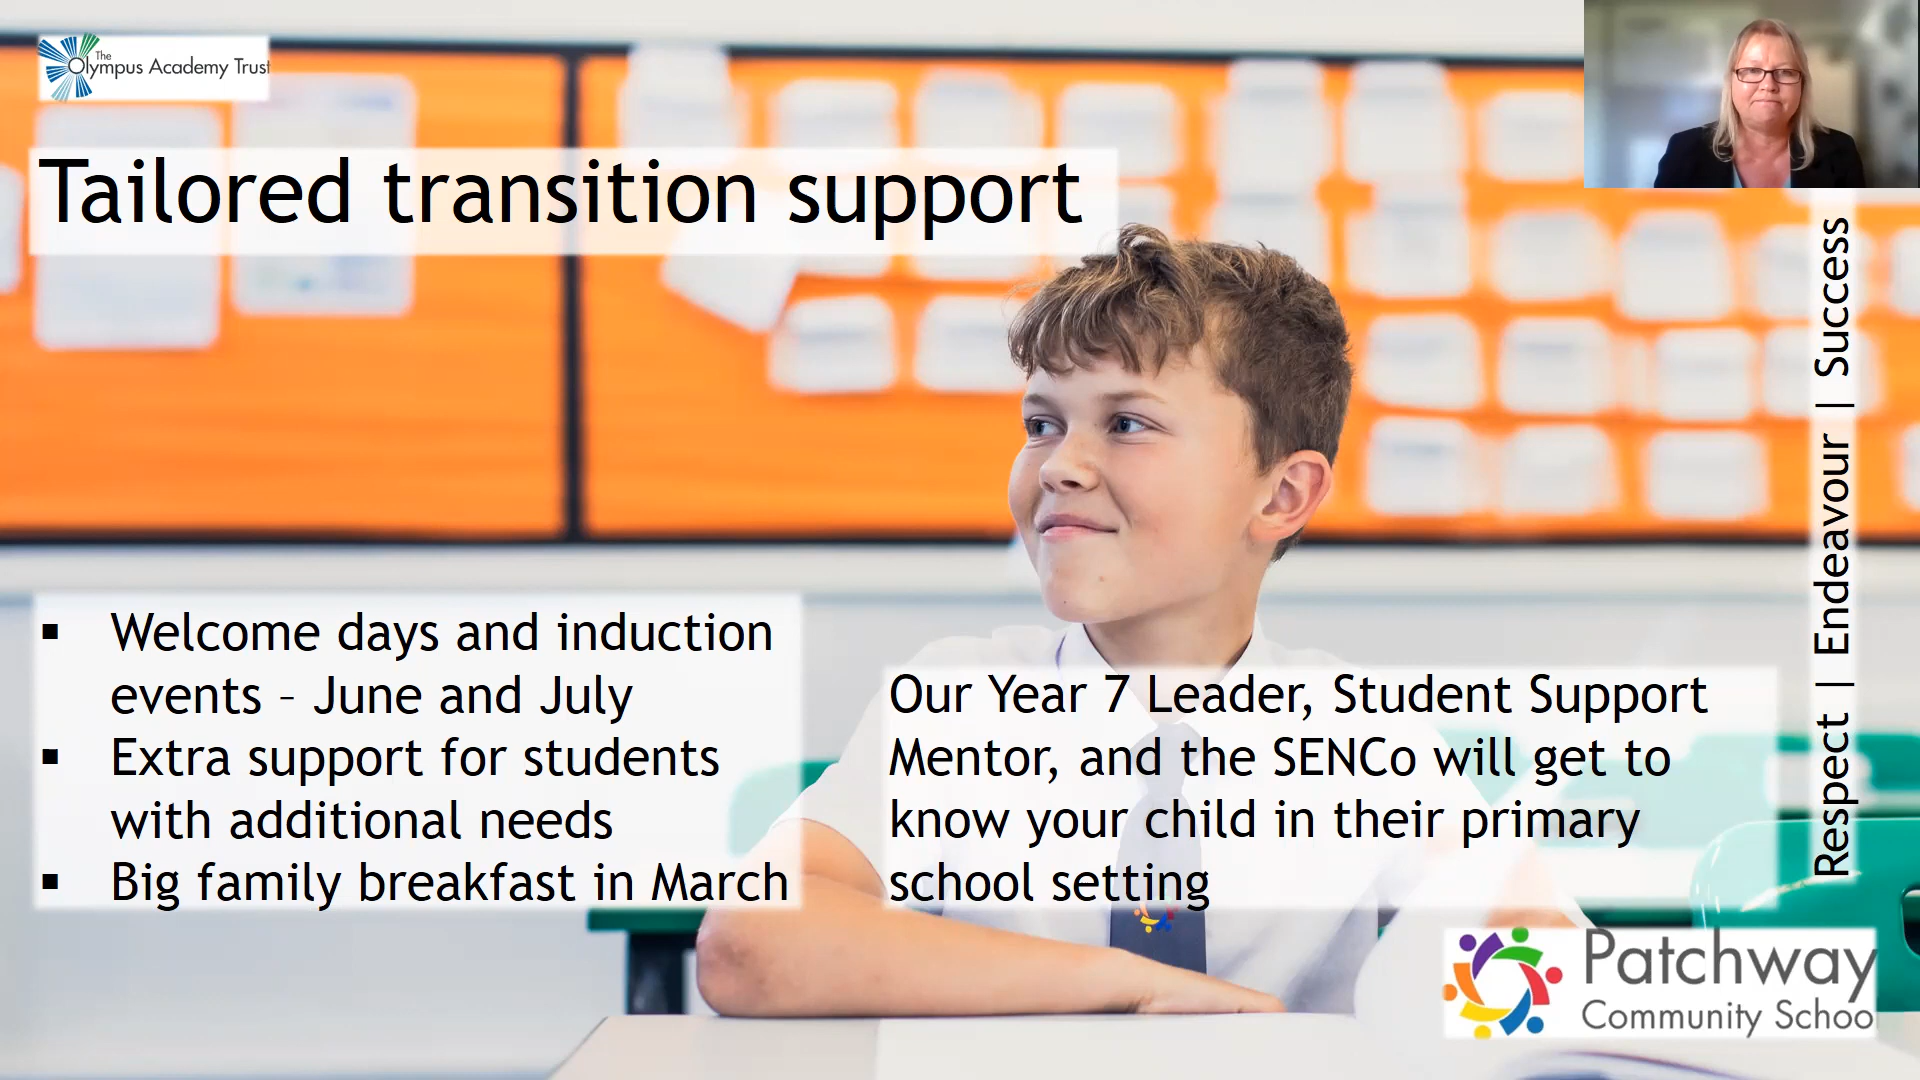 The
Olympus Academy Trust
Tailored transition support
▪ Welcome days and induction
events – June and July
▪ Extra support for students
with additional needs
▪ Big family breakfast in March
Our Year 7 Leader, Student Support
Mentor, and the SENCo will get to
know your child in their primary
school setting
Respect | Endeavour | Success
Patchway
Community School